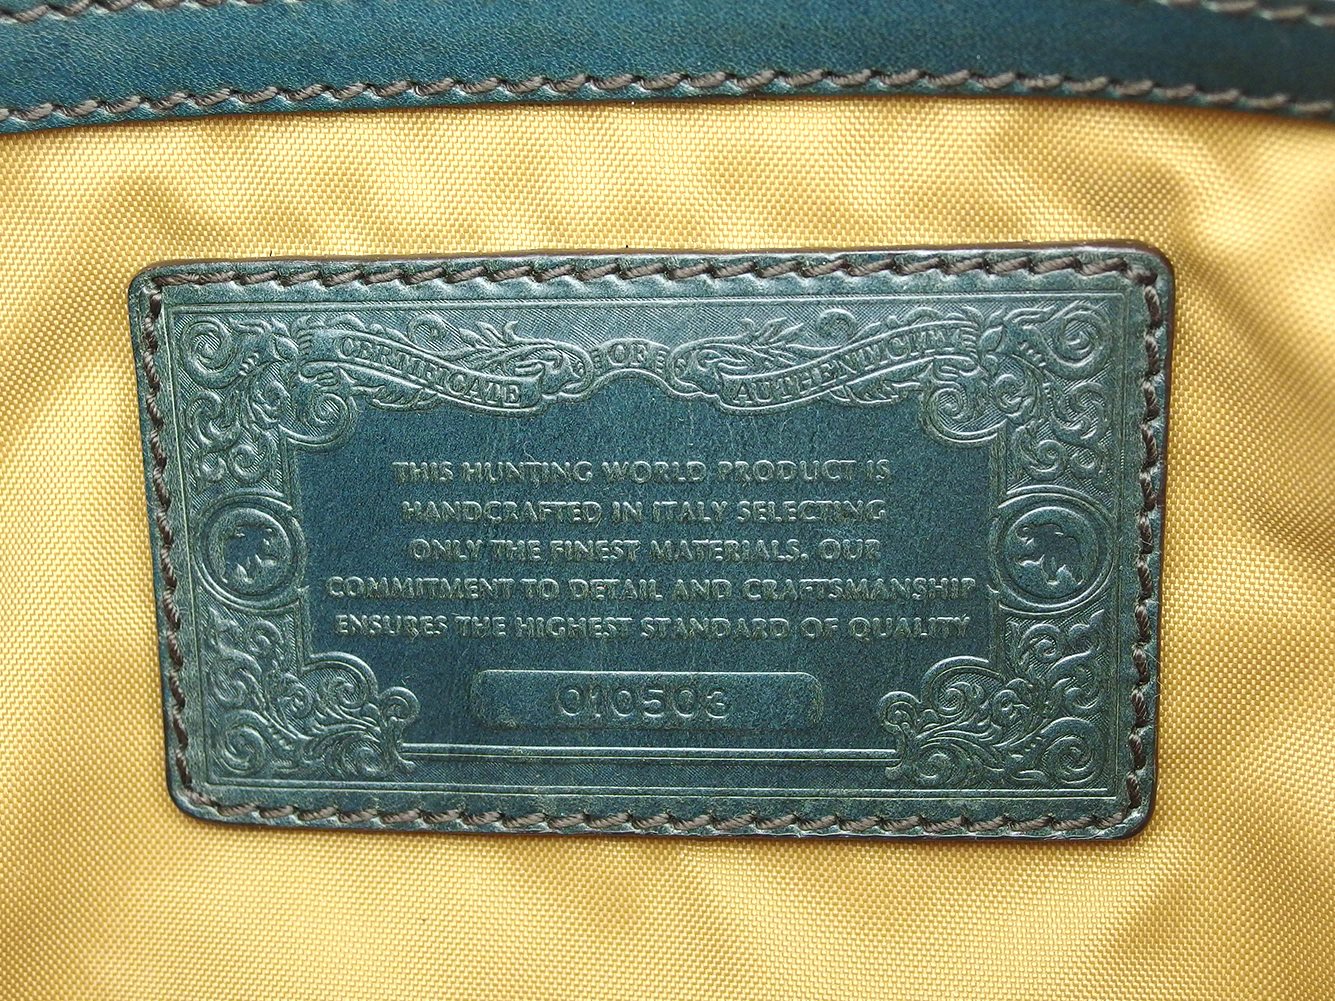 CERTIFICATE OF AUTHENTICITY
THIS HUNTING WORLD PRODUCT IS
HANDCRAFTED IN ITALY SELECTING
ONLY THE FINEST MATERIALS. OUR
COMMITMENT TO DETAIL AND CRAFTSMANSHIP
ENSURES THE HIGHEST STANDARD OF QUALITY
010503